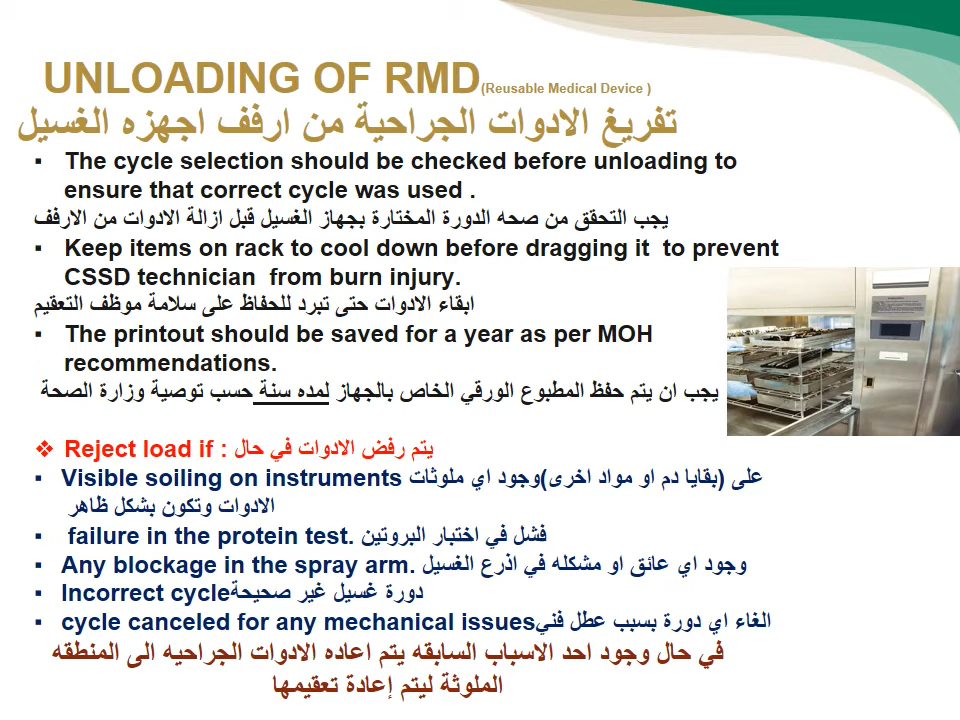 UNLOADING OF RMD(Reusable Medical Device )
تفريغ الادوات الجراحية من ارفف اجهزه الغسيل
▪ The cycle selection should be checked before unloading to
ensure that correct cycle was used .
يجب التحقق من صحه الدورة المختارة بجهاز الغسيل قبل ازالة الادوات من الارفف
▪ Keep items on rack to cool down before dragging it to prevent
CSSD technician from burn injury.
ابقاء الادوات حتى تبرد للحفاظ على سلامة موظف التعقيم
▪ The printout should be saved for a year as per MOH
recommendations.
يجب ان يتم حفظ المطبوع الورقي الخاص بالجهاز لمده سنة حسب توصية وزارة الصحة
❖ Reject load if : يتم رفض الادوات في حال
▪ Visible soiling on instruments وجود اي ملوثات(بقايا دم او مواد اخرى) على
الادوات وتكون بشكل ظاهر
▪ failure in the protein test. فشل في اختبار البروتين
▪ Any blockage in the spray arm. وجود اي عائق او مشكله في اذرع الغسيل
▪ Incorrect cycleدورة غسيل غير صحيحة
▪ cycle canceled for any mechanical issuesالغاء اي دورة بسبب عطل فني
في حال وجود احد الاسباب السابقه يتم اعاده الادوات الجراحيه الى المنطقه
الملوثة ليتم إعادة تعقيمها